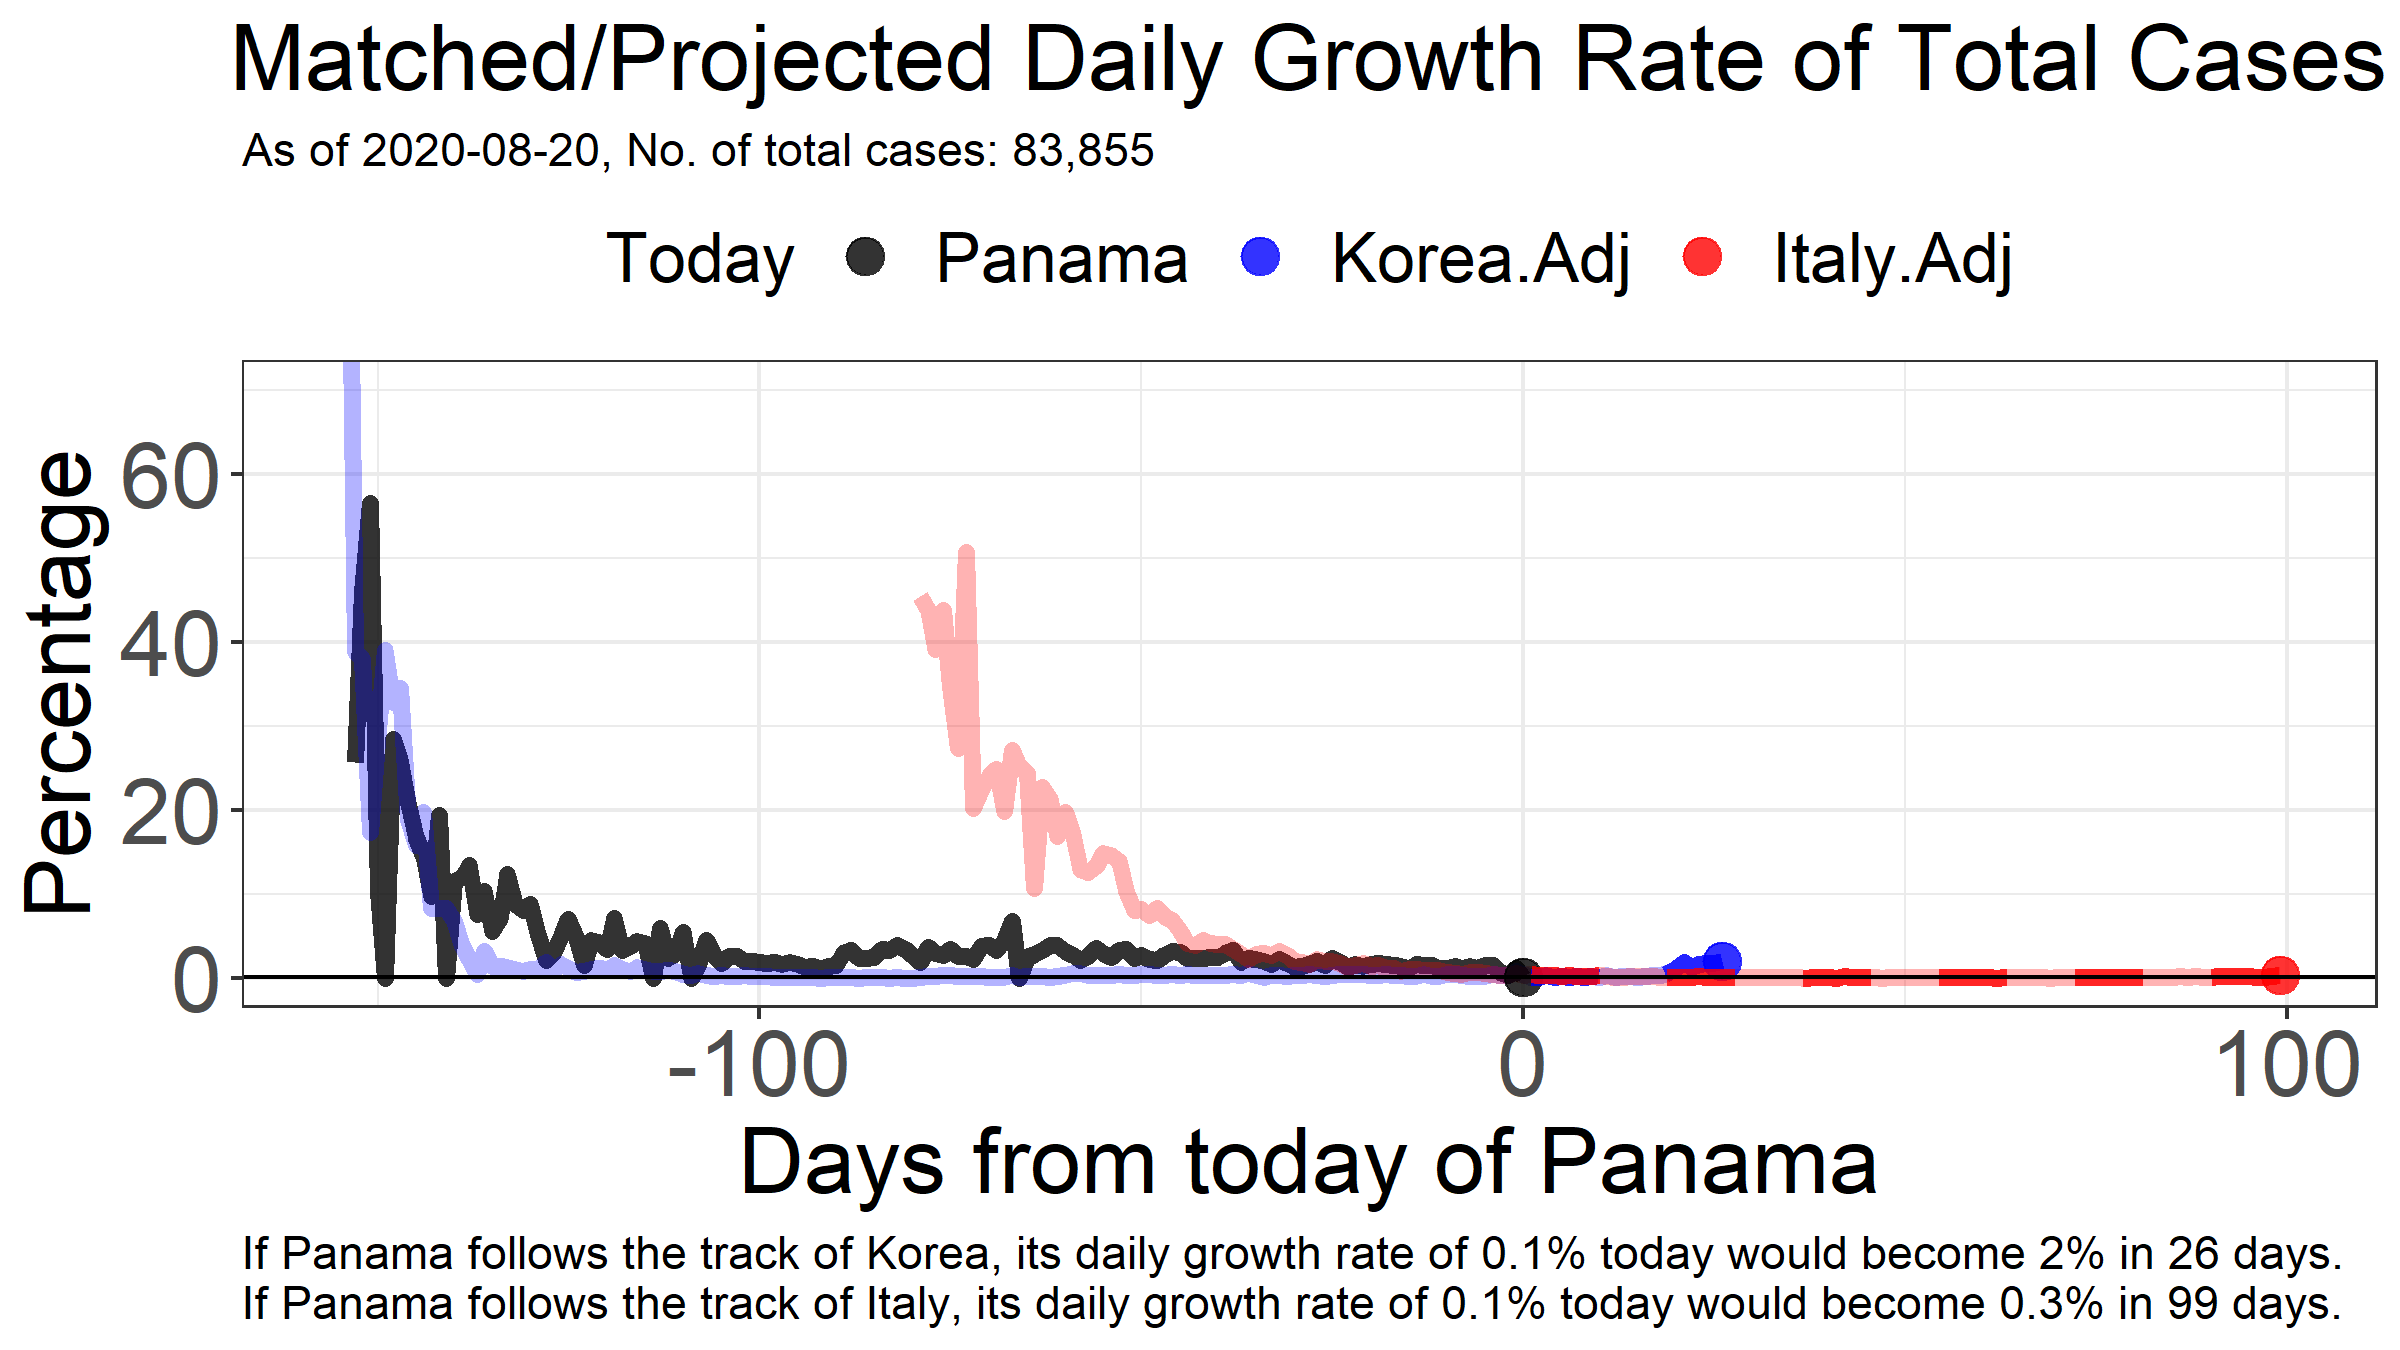 Matched/Projected Daily Growth Rate of Total Cases
As of 2020-08-20, No. of total cases: 83,855
Today Panama Korea.Adj Italy.Adj
Percentage
60
40
20
0
-100 0 100
Days from today of Panama
If Panama follows the track of Korea, its daily growth rate of 0.1% today would become 2% in 26 days.
If Panama follows the track of Italy, its daily growth rate of 0.1% today would become 0.3% in 99 days.